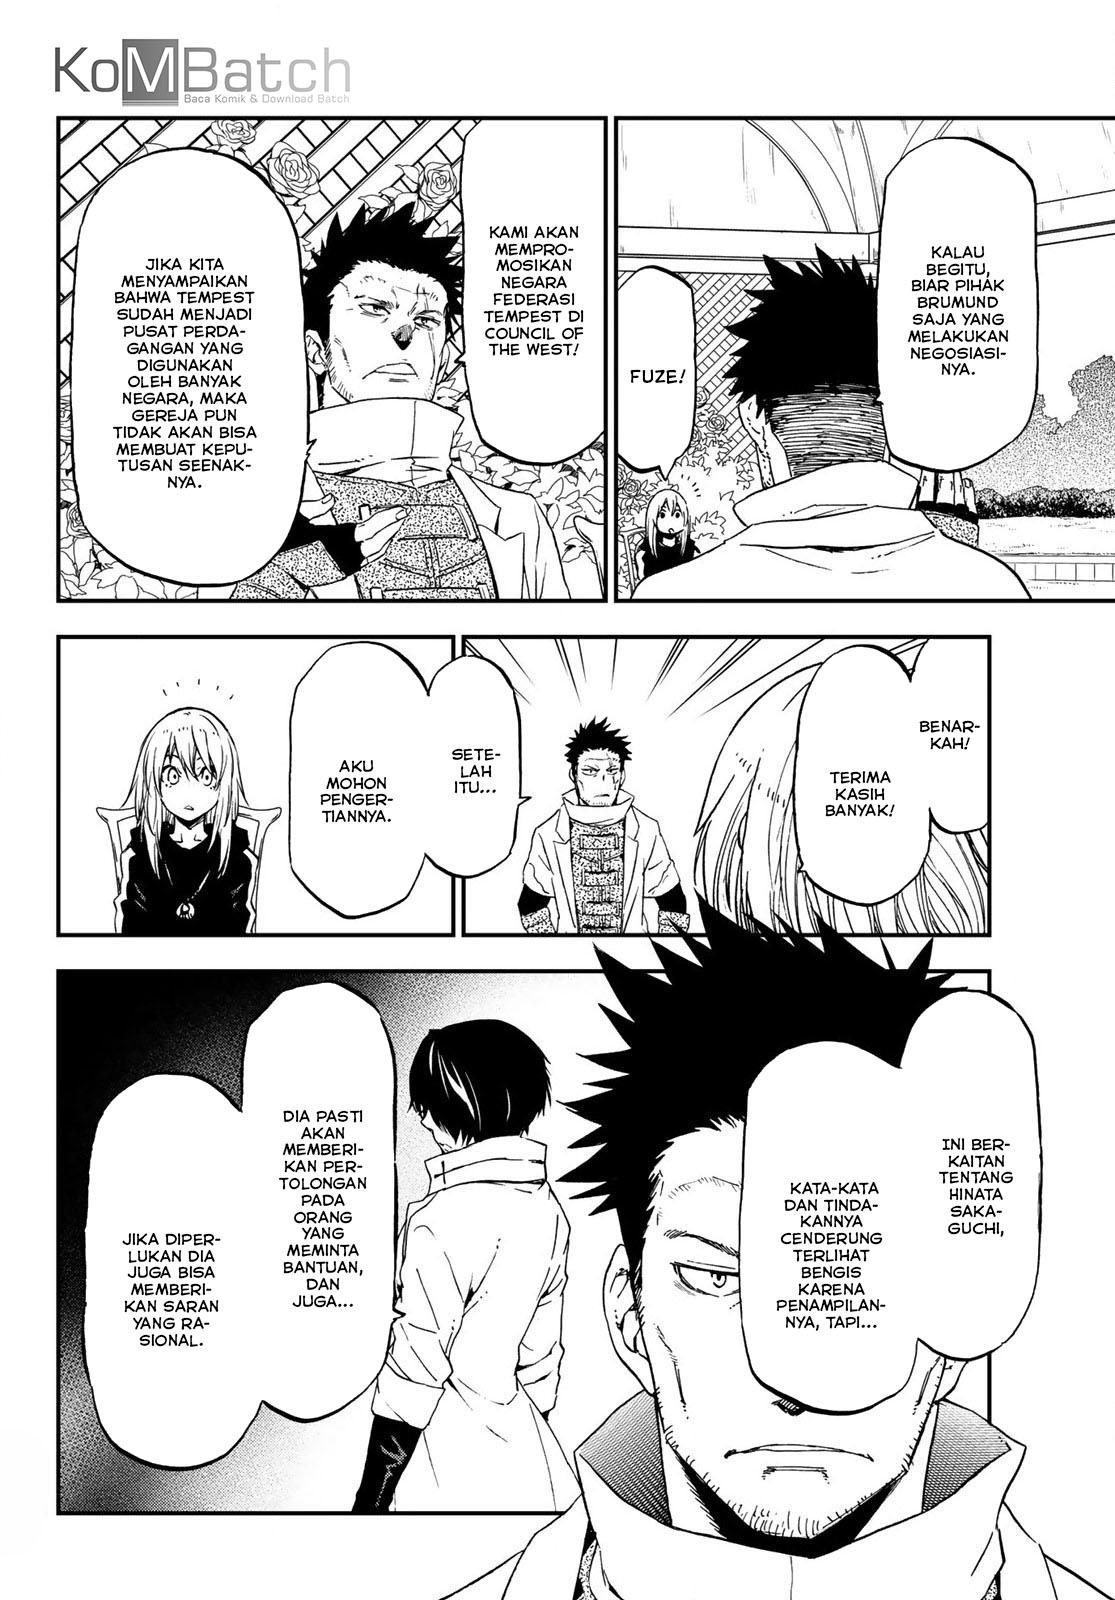 KoMBatch
Baca Komik & Download Batch
KALAU
BEGITU,
BIAR PIHAK
BRUMUND
SAJA YANG
MELAKUKAN
NEGOSIASI-
NYA.
FUZE!
KAMI AKAN
MEMPRO-
MOSIKAN
NEGARA
FEDERASI
TEMPEST DI
COUNCIL OF
THE WEST!
JIKA KITA
MENYAMPAIKAN
BAHWA TEMPEST
SUDAH MENJADI
PUSAT PERDA-
GANGAN YANG
DIGUNAKAN
OLEH BANYAK
NEGARA, MAKA
GEREJA PUN
TIDAK AKAN BISA
MEMBUAT KEPU-
TUSAN SEENAK-
NYA.
BENAR-
KAH!
TERIMA
KASIH
BANYAK!
SETE-
LAH
ITU...
AKU
MOHON
PENGER-
TIANNYA.
INI BER-
KAITAN
TENTANG
HINATA
SAKA-
GUCHI,
KATA-KATA
DAN TINDA-
KANNYA
CENDERUNG
TERLIHAT
BENGIS
KARENA
PENAMPILAN-
NYA, TAPI...
DIA PASTI
AKAN
MEMBERI-
KAN PER-
TOLONGAN
PADA
ORANG
YANG
MEMINTA
BANTUAN,
DAN
JUGA...
JIKA DIPER-
LUKAN DIA
JUGA BISA
MEMBERI-
KAN SARAN
YANG RA-
SIONAL.